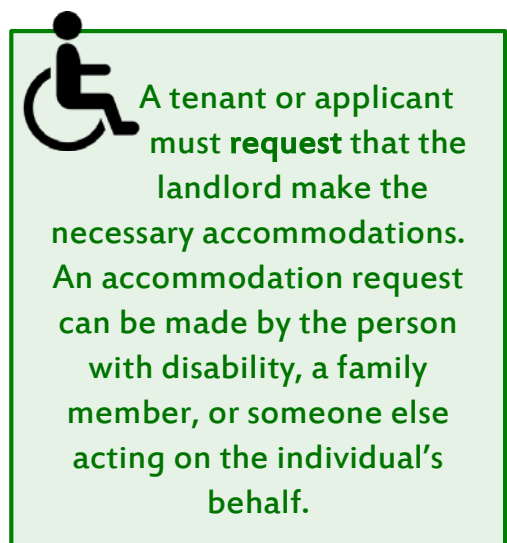 A tenant or applicant
must request that the
landlord make the
necessary accommodations.
An accommodation request
can be made by the person
with disability, a family
member, or someone else
acting on the individual’s
behalf.